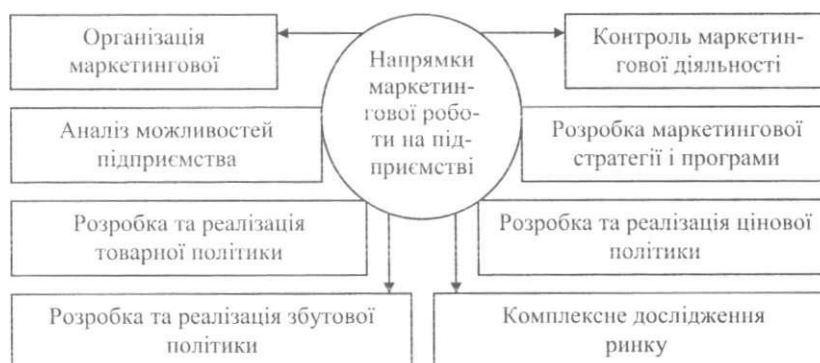 Організація
маркетингової
Напрямки
маркетин-
гової робо-
ти на під-
приємстві
Контроль маркетин-
гової діяльності
Аналіз можливостей
підприємства
Розробка маркетингової
стратегії і програми
Розробка та реалізація
товарної політики
Розробка та реалізація цінової
політики
Розробка та реалізація збутової
політики
Комплексне дослідження
ринку